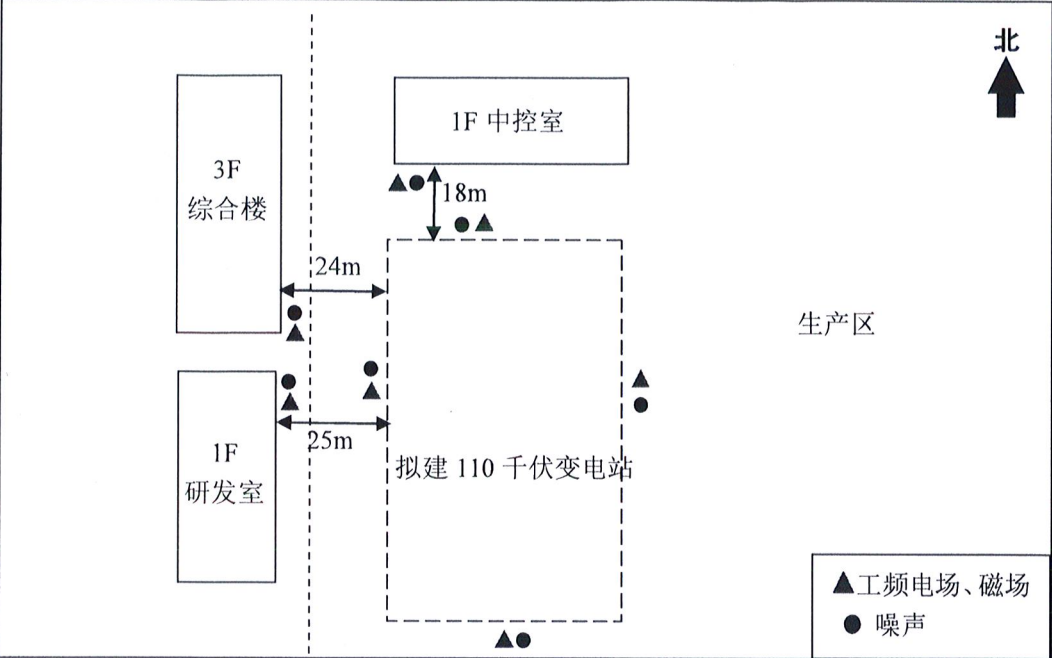 北
1F 中控室
3F
综合楼
18m
24m
生产区
25m
1F
研发室
拟建 110 千伏变电站
工频电场、磁场
噪声